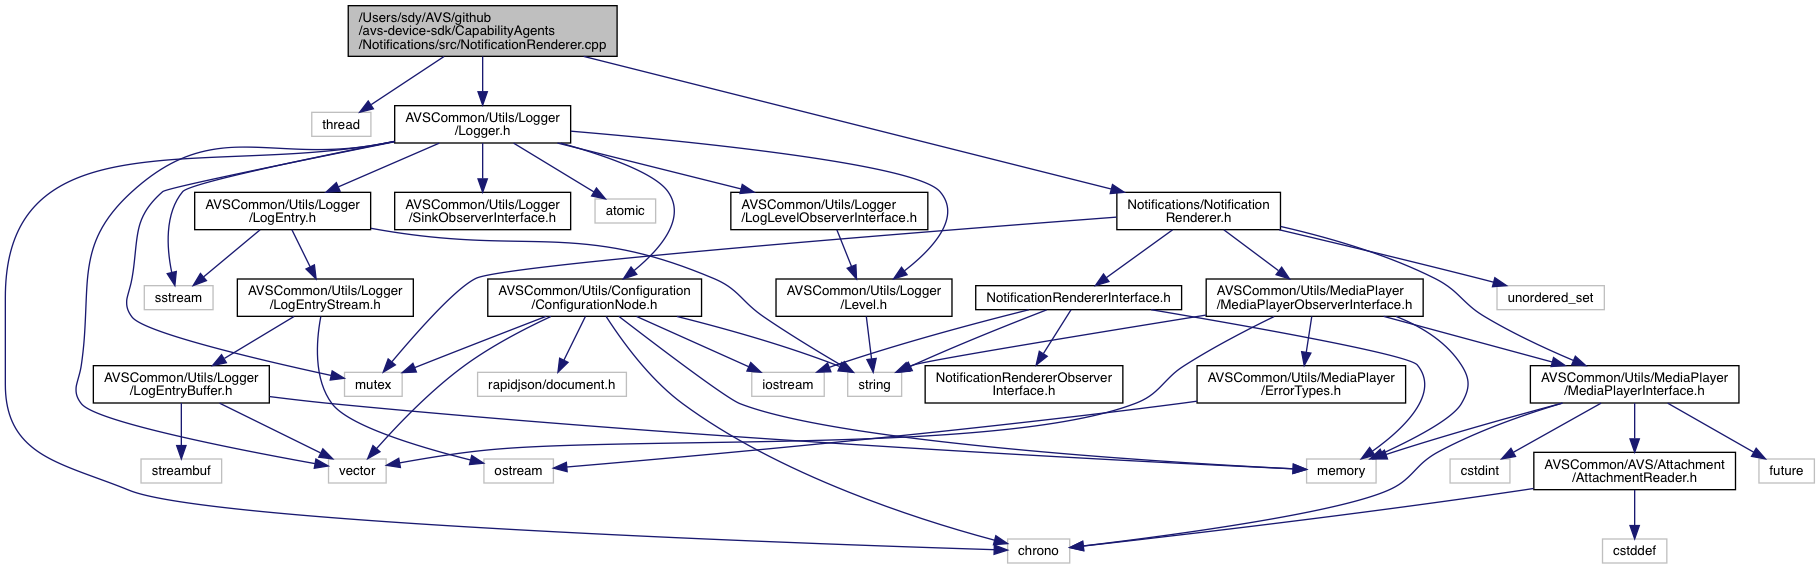 /Users/sdy/AVS/github
/avs-device-sdk/CapabilityAgents
/Notifications/src/NotificationRenderer.cpp
thread
AVSCommon/Utils/Logger
/Logger.h
AVSCommon/Utils/Logger
/LogEntry.h
AVSCommon/Utils/Logger
/SinkObserverInterface.h
atomic
AVSCommon/Utils/Logger
/LogLevelObserverInterface.h
Notifications/Notification
Renderer.h
sstream
AVSCommon/Utils/Logger
/LogEntryStream.h
AVSCommon/Utils/Configuration
/ConfigurationNode.h
AVSCommon/Utils/Logger
/Level.h
NotificationRendererInterface.h
AVSCommon/Utils/MediaPlayer
/MediaPlayerObserverInterface.h
unordered_set
AVSCommon/Utils/Logger
/LogEntryBuffer.h
mutex
rapidjson/document.h
iostream
string
NotificationRendererObserver
Interface.h
AVSCommon/Utils/MediaPlayer
/ErrorTypes.h
AVSCommon/Utils/MediaPlayer
/MediaPlayerInterface.h
streambuf
vector
ostream
memory
cstdint
AVSCommon/AVS/Attachment
/AttachmentReader.h
future
chrono
cstddef